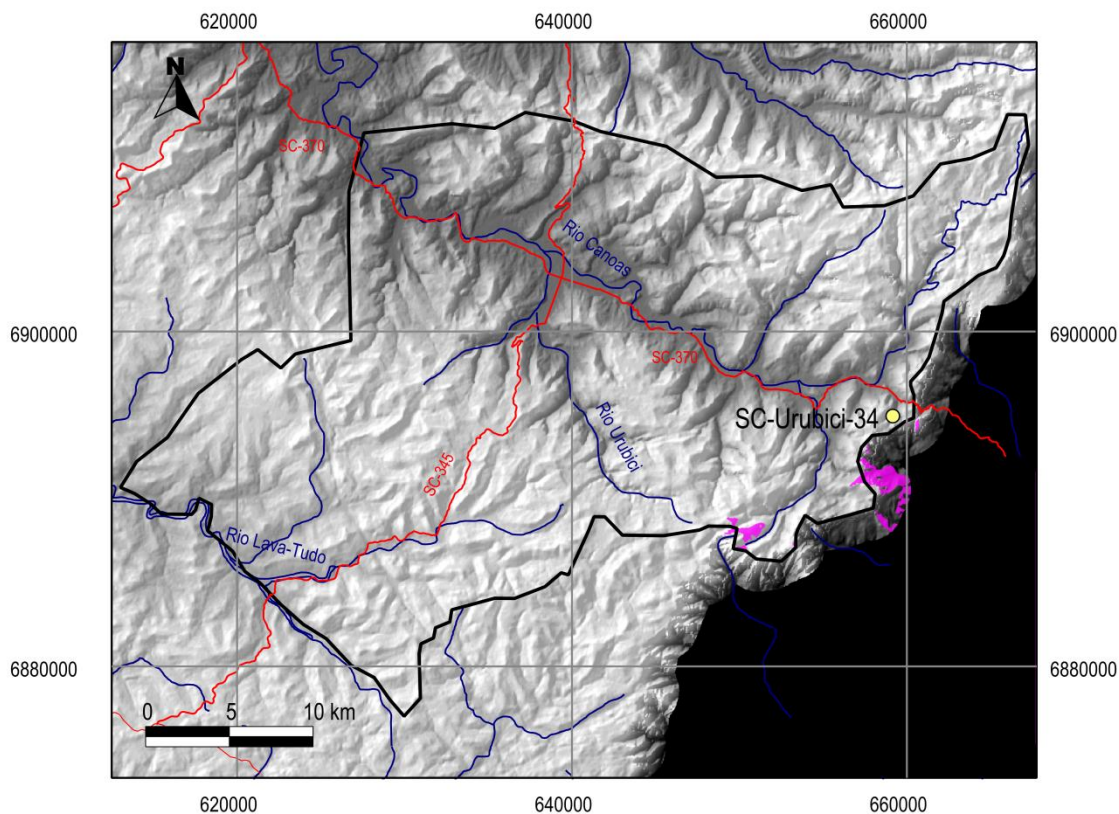 620000 640000 660000
N
SC-370
Rio Canoas
6900000 6900000
SC-370
SC-Urubici-34
Rio Urubici
SC-345
Rio Lava-Tudo
6880000 6880000
0 5 10 km
620000 640000 660000